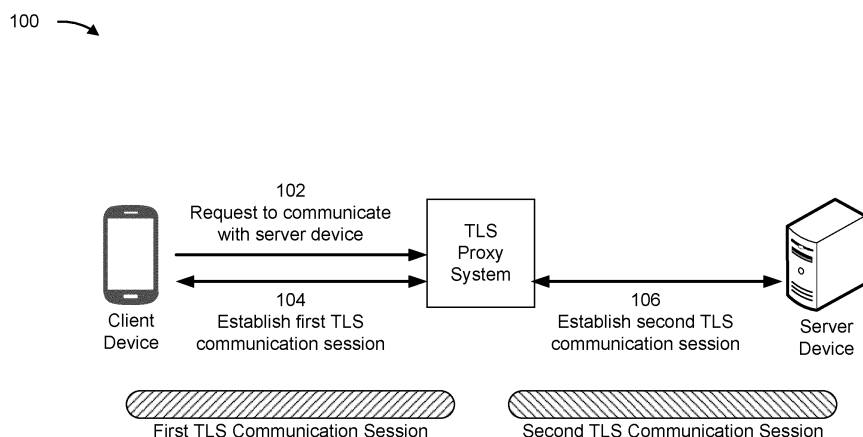 100
102
Request to communicate
with server device
TLS
Proxy
System
104
Establish first TLS
communication session
106
Establish second TLS
communication session
Client
Device
Server
Device
First TLS Communication Session
Second TLS Communication Session